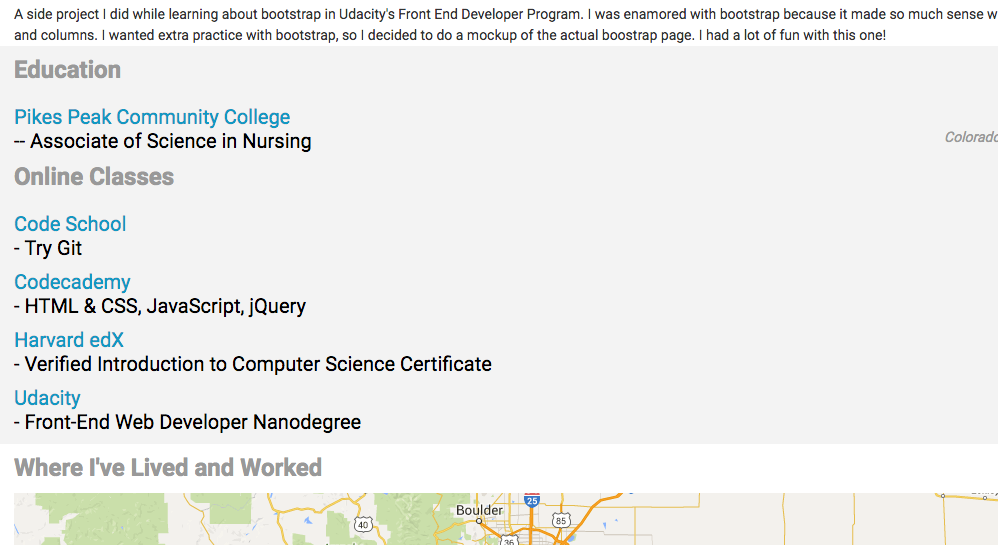 A side project I did while learning about bootstrap in Udacity's Front End Developer Program. I was enamored with bootstrap because it made so much sense w
and columns. I wanted extra practice with bootstrap, so I decided to do a mockup of the actual boostrap page. I had a lot of fun with this one!
Education
Pikes Peak Community College
-- Associate of Science in Nursing
Colorado
Online Classes
Code School
- Try Git
Codecademy
- HTML & CSS, JavaScript, jQuery
Harvard edX
- Verified Introduction to Computer Science Certificate
Udacity
- Front-End Web Developer Nanodegree
Where I've Lived and Worked
25
Boulder
40
85
36